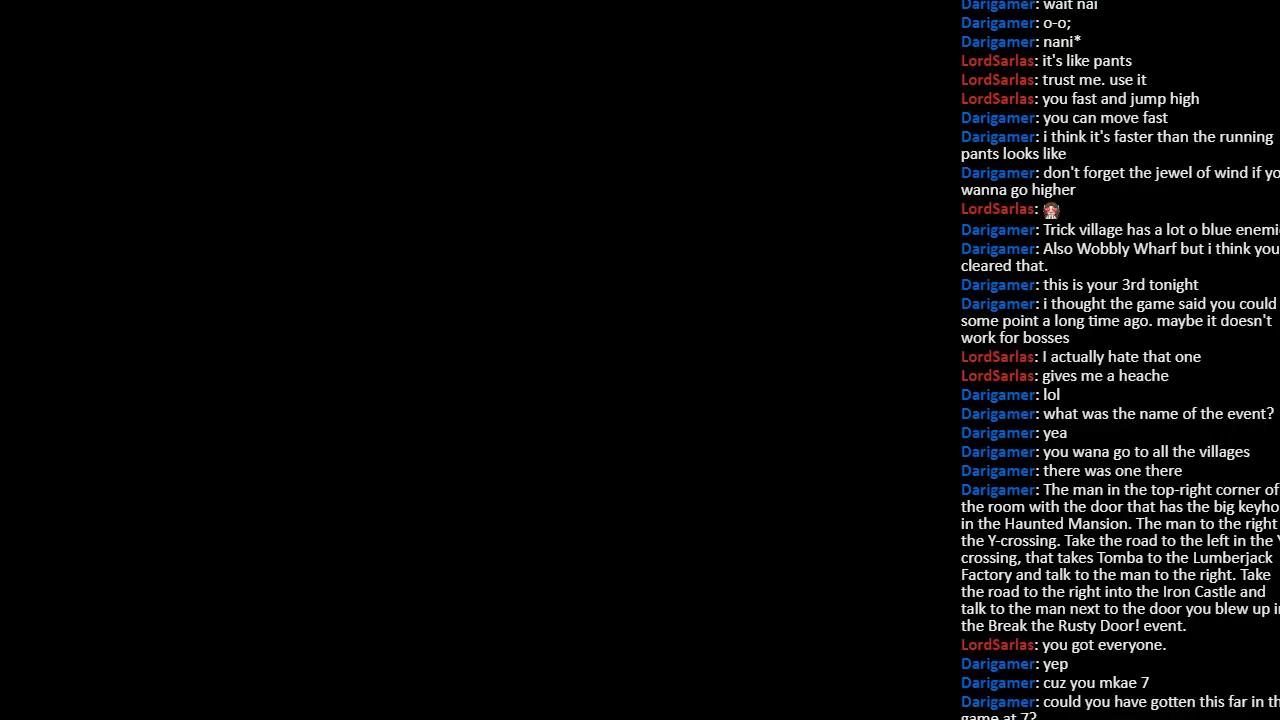 Darigamer: wait nai
Darigamer: o-o;
Darigamer: nani*
LordSarlas: it's like pants
LordSarlas: trust me. use it
LordSarlas: you fast and jump high
Darigamer: you can move fast
Darigamer: i think it's faster than the running
pants looks like
Darigamer: don't forget the jewel of wind if yo
wanna go higher
LordSarlas:
Darigamer: Trick village has a lot o blue enemi
Darigamer: Also Wobbly Wharf but i think you
cleared that.
Darigamer: this is your 3rd tonight
Darigamer: i thought the game said you could
some point a long time ago. maybe it doesn't
work for bosses
LordSarlas: I actually hate that one
LordSarlas: gives me a heache
Darigamer: lol
Darigamer: what was the name of the event?
Darigamer: yea
Darigamer: you wana go to all the villages
Darigamer: there was one there
Darigamer: The man in the top-right corner of
the room with the door that has the big keyho
in the Haunted Mansion. The man to the right
the Y-crossing. Take the road to the left in the Y
crossing, that takes Tomba to the Lumberjack
Factory and talk to the man to the right. Take
the road to the right into the Iron Castle and
talk to the man next to the door you blew up in
the Break the Rusty Door! event.
LordSarlas: you got everyone.
Darigamer: yep
Darigamer: cuz you mkae 7
Darigamer: could you have gotten this far in th
game at 7?